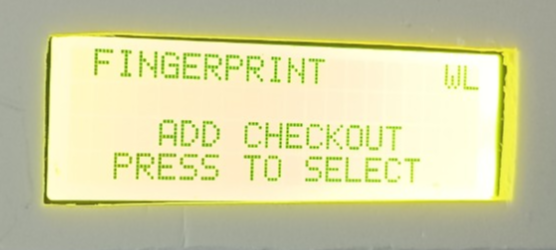 FINGERPRINT WL
ADD CHECKOUT
PRESS TO SELECT